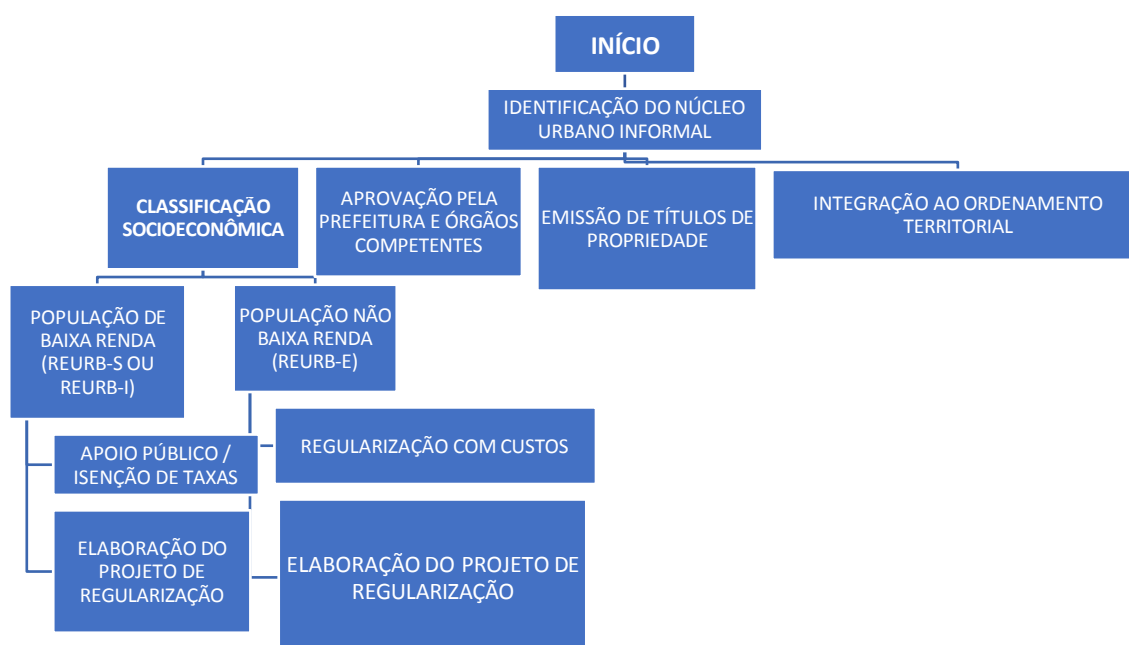 INÍCIO
IDENTIFICAÇÃO DO NÚCLEO
URBANO INFORMAL
CLASSIFICAÇÃO
SOCIOECONÔMICA
APROVAÇÃO PELA
PREFEITURA E ÓRGÃOS
COMPETENTES
EMISSÃO DE TÍTULOS DE
PROPRIEDADE
INTEGRAÇÃO AO ORDENAMENTO
TERRITORIAL
POPULAÇÃO DE
BAIXA RENDA
(REURB-S OU
REURB-I)
POPULAÇÃO NÃO
BAIXA RENDA
(REURB-E)
APOIO PÚBLICO /
ISENÇÃO DE TAXAS
REGULARIZAÇÃO COM CUSTOS
ELABORAÇÃO DO
PROJETO DE
REGULARIZAÇÃO
ELABORAÇÃO DO PROJETO DE
REGULARIZAÇÃO